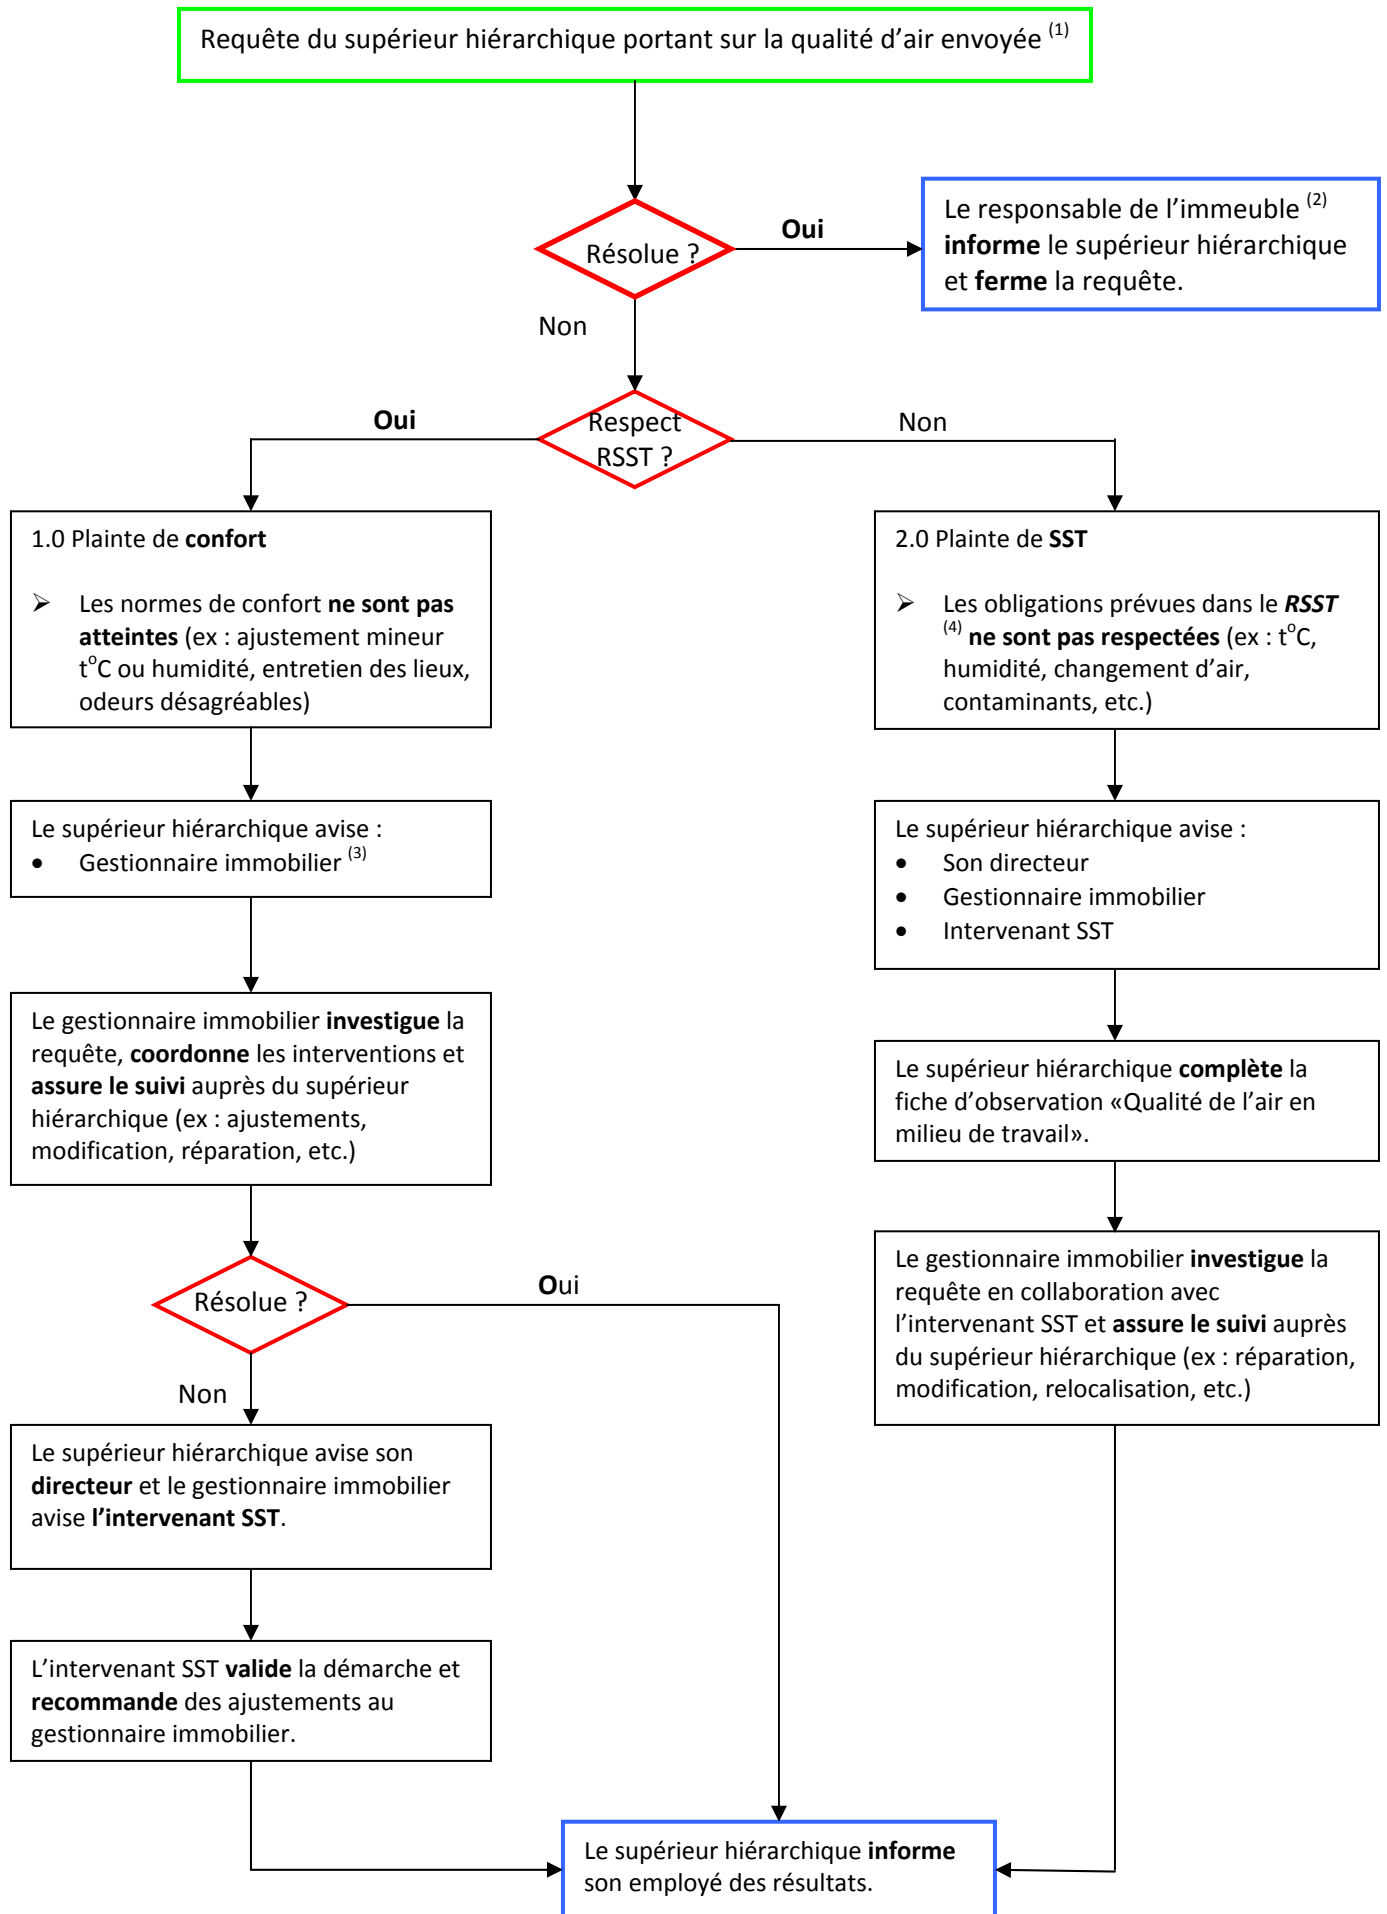 Requête du supérieur hiérarchique portant sur la qualité d’air envoyée (1)
Résolue ?
Oui
Le responsable de l’immeuble (2)
informe le supérieur hiérarchique
et ferme la requête.
Non
Respect
RSST ?
Oui
Non
1.0 Plainte de confort
➢ Les normes de confort ne sont pas
atteintes (ex : ajustement mineur
t°C ou humidité, entretien des lieux,
odeurs désagréables)
2.0 Plainte de SST
➢ Les obligations prévues dans le RSST
(4) ne sont pas respectées (ex : t°C,
humidité, changement d’air,
contaminants, etc.)
Le supérieur hiérarchique avise :
• Gestionnaire immobilier (3)
Le supérieur hiérarchique avise :
• Son directeur
• Gestionnaire immobilier
• Intervenant SST
Le gestionnaire immobilier investigue la
requête, coordonne les interventions et
assure le suivi auprès du supérieur
hiérarchique (ex : ajustements,
modification, réparation, etc.)
Le supérieur hiérarchique complète la
fiche d’observation «Qualité de l’air en
milieu de travail».
Le gestionnaire immobilier investigue la
requête en collaboration avec
l’intervenant SST et assure le suivi auprès
du supérieur hiérarchique (ex : réparation,
modification, relocalisation, etc.)
Résolue ?
Oui
Non
Le supérieur hiérarchique avise son
directeur et le gestionnaire immobilier
avise l’intervenant SST.
L’intervenant SST valide la démarche et
recommande des ajustements au
gestionnaire immobilier.
Le supérieur hiérarchique informe
son employé des résultats.